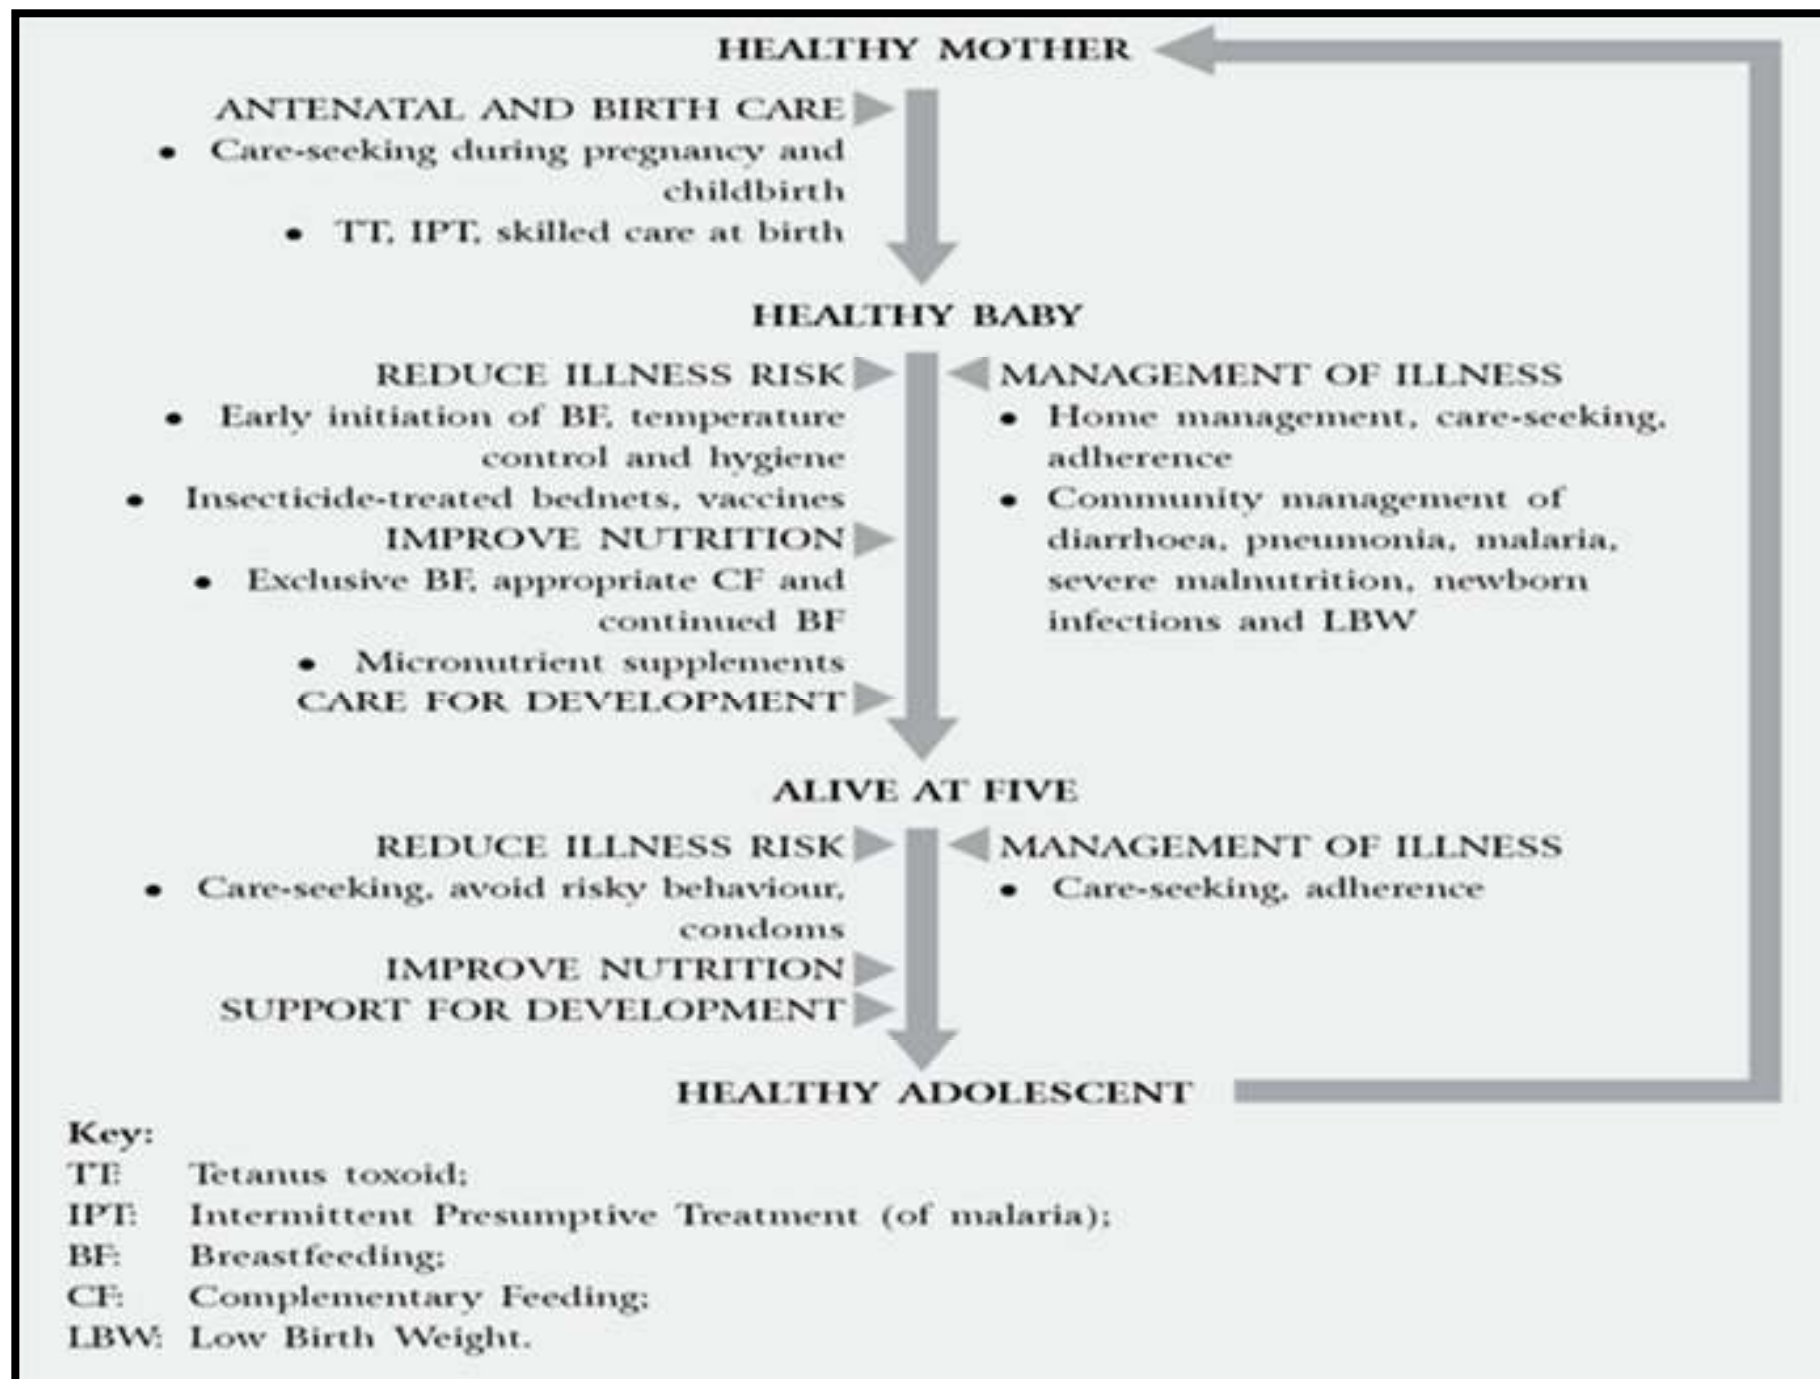 HEALTHY MOTHER
ANTENATAL AND BIRTH CARE
• Care-seeking during pregnancy and
childbirth
• TT, IPT, skilled care at birth
HEALTHY BABY
REDUCE ILLNESS RISK
• Early initiation of BF, temperature
control and hygiene
• Insecticide-treated bednets, vaccines
IMPROVE NUTRITION
• Exclusive BF, appropriate CF and
continued BF
• Micronutrient supplements
CARE FOR DEVELOPMENT
MANAGEMENT OF ILLNESS
• Home management, care-seeking,
adherence
• Community management of
diarrhoea, pneumonia, malaria,
severe malnutrition, newborn
infections and LBW
ALIVE AT FIVE
REDUCE ILLNESS RISK
• Care-seeking, avoid risky behaviour,
condoms
IMPROVE NUTRITION
SUPPORT FOR DEVELOPMENT
MANAGEMENT OF ILLNESS
• Care-seeking, adherence
HEALTHY ADOLESCENT
Key:
TT: Tetanus toxoid;
IPT: Intermittent Presumptive Treatment (of malaria);
BF: Breastfeeding;
CF: Complementary Feeding;
LBW: Low Birth Weight.